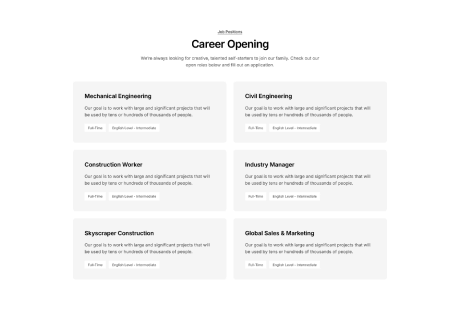 Job Positions
Career Opening
We're always looking for creative, talented self-starters to join our family. Check out our
open roles below and fill out an application.
Mechanical Engineering
Our goal is to work with large and significant projects that will
be used by tens or hundreds of thousands of people.
Full-Time
English Level - Intermediate
Civil Engineering
Our goal is to work with large and significant projects that will
be used by tens or hundreds of thousands of people.
Full-Time
English Level - Intermediate
Construction Worker
Our goal is to work with large and significant projects that will
be used by tens or hundreds of thousands of people.
Full-Time
English Level - Intermediate
Industry Manager
Our goal is to work with large and significant projects that will
be used by tens or hundreds of thousands of people.
Full-Time
English Level - Intermediate
Skyscraper Construction
Our goal is to work with large and significant projects that will
be used by tens or hundreds of thousands of people.
Full-Time
English Level - Intermediate
Global Sales & Marketing
Our goal is to work with large and significant projects that will
be used by tens or hundreds of thousands of people.
Full-Time
English Level - Intermediate